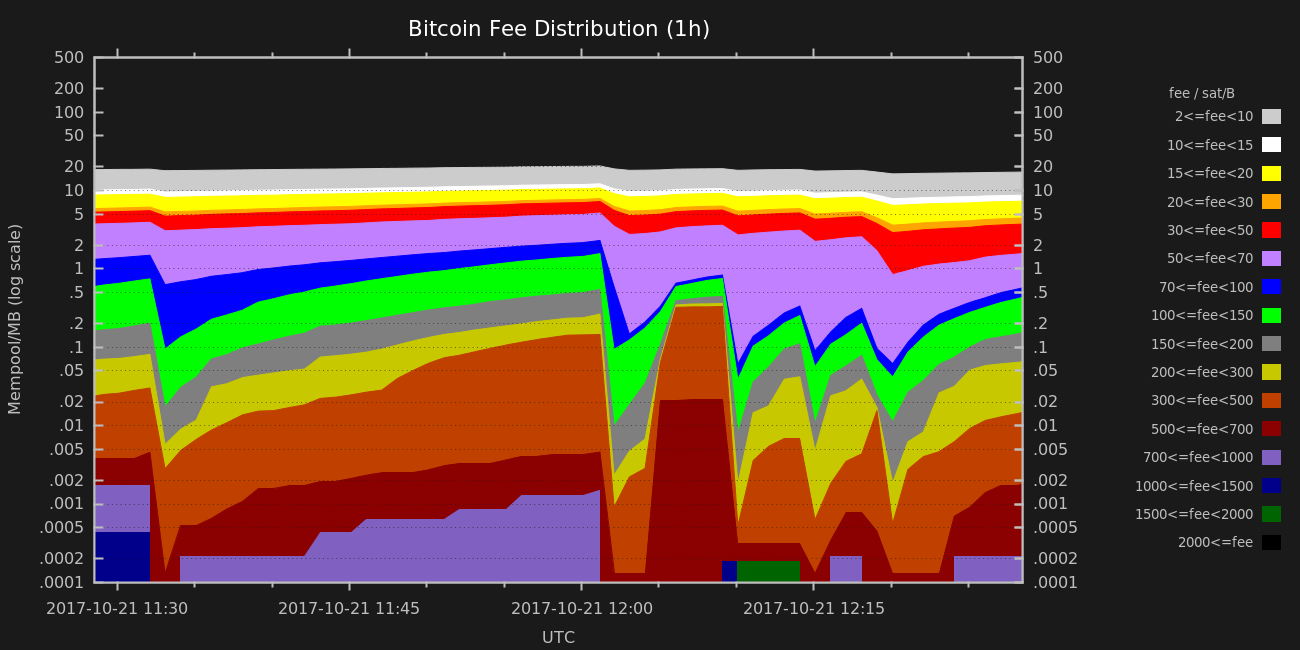 Bitcoin Fee Distribution (1h)
Mempool/MB (log scale)
500
200
100
50
20
10
5
2
1
.5
.2
.1
.05
.02
.01
.005
.002
.001
.0005
.0002
.0001
500
200
100
50
20
10
5
2
1
.5
.2
.1
.05
.02
.01
.005
.002
.001
.0005
.0002
.0001
2017-10-21 11:30
2017-10-21 11:45
2017-10-21 12:00
2017-10-21 12:15
UTC
fee / sat/B
2<=fee<10
10<=fee<15
15<=fee<20
20<=fee<30
30<=fee<50
50<=fee<70
70<=fee<100
100<=fee<150
150<=fee<200
200<=fee<300
300<=fee<500
500<=fee<700
700<=fee<1000
1000<=fee<1500
1500<=fee<2000
2000<=fee